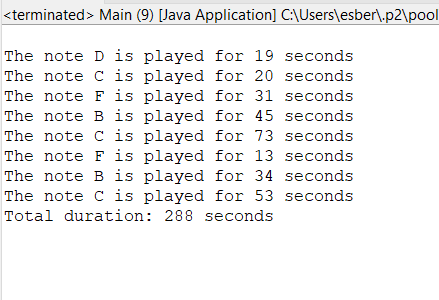 <terminated> Main (9) [Java Application] C:\Users\esber\.p2\pool
The note D is played for 19 seconds
The note C is played for 20 seconds
The note F is played for 31 seconds
The note B is played for 45 seconds
The note C is played for 73 seconds
The note F is played for 13 seconds
The note B is played for 34 seconds
The note C is played for 53 seconds
Total duration: 288 seconds